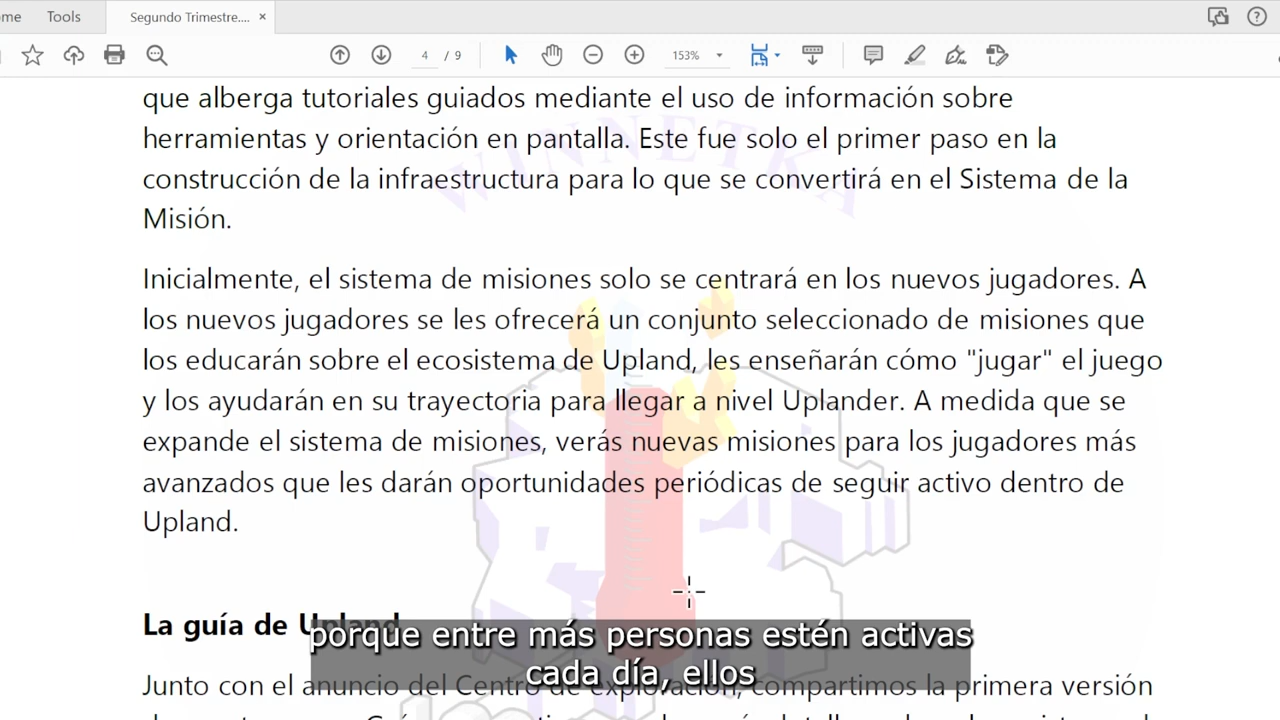 ome Tools Segundo Trimestre.... ×
4 / 9 153%
que alberga tutoriales guiados mediante el uso de información sobre
herramientas y orientación en pantalla. Este fue solo el primer paso en la
construcción de la infraestructura para lo que se convertirá en el Sistema de la
Misión.
WINNETKA
Inicialmente, el sistema de misiones solo se centrará en los nuevos jugadores. A
los nuevos jugadores se les ofrecerá un conjunto seleccionado de misiones que
los educarán sobre el ecosistema de Upland, les enseñarán cómo "jugar" el juego
y los ayudarán en su trayectoria para llegar a nivel Uplander. A medida que se
expande el sistema de misiones, verás nuevas misiones para los jugadores más
avanzados que les darán oportunidades periódicas de seguir activo dentro de
Upland.
La guía de Upland
porque entre más personas estén activas
cada día, ellos
Junto con el anuncio del Centro de exploración, compartimos la primera versión